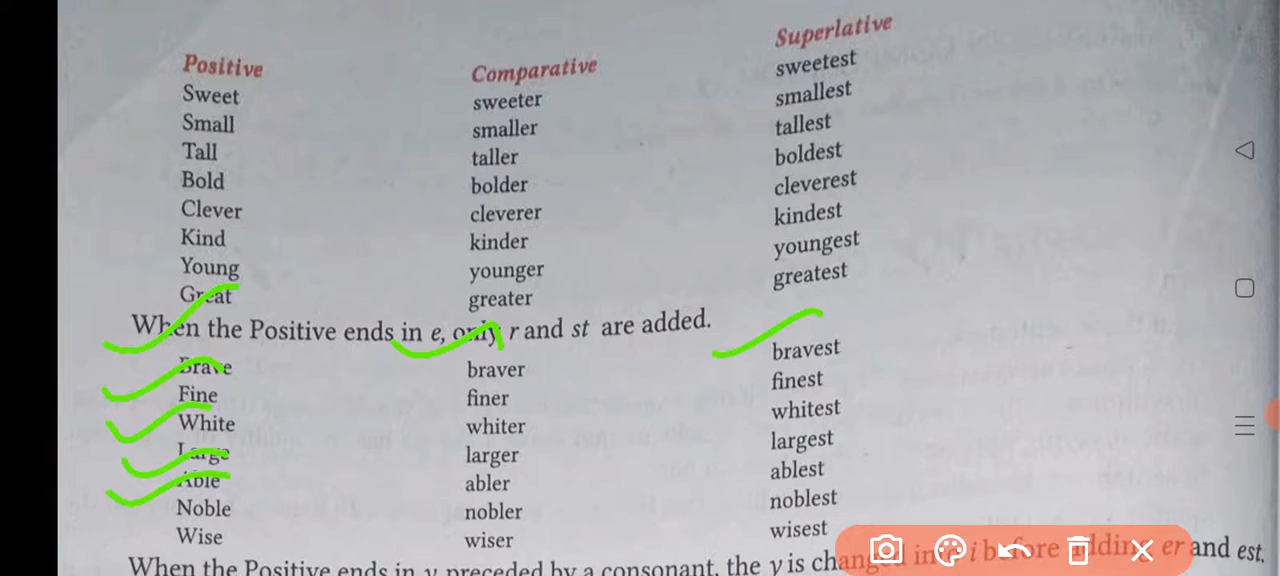 Positive Comparative Superlative
Sweet sweeter sweetest
Small smaller smallest
Tall taller tallest
Bold bolder boldest
Clever cleverer cleverest
Kind kinder kindest
Young younger youngest
Great greater greatest
When the Positive ends in e, only r and st are added.
Brave braver bravest
Fine finer finest
White whiter whitest
Large larger largest
Able abler ablest
Noble nobler noblest
Wise wiser wisest
When the Positive ends in y preceded by a consonant, the y is changed into i before adding er and est.